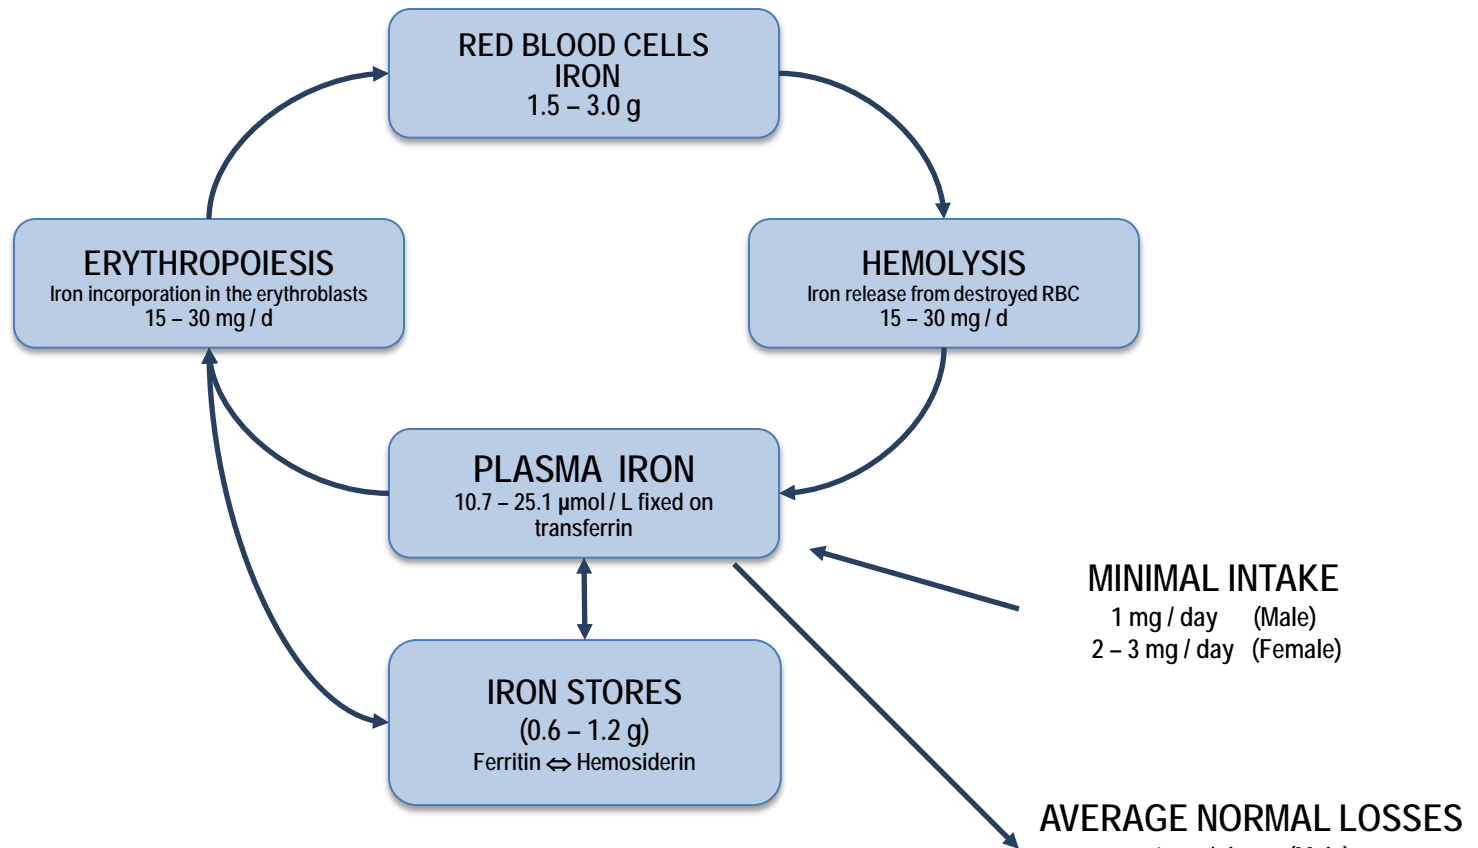 RED BLOOD CELLS
IRON
1.5 – 3.0 g
ERYTHROPOIESIS
Iron incorporation in the erythroblasts
15 – 30 mg / d
HEMOLYSIS
Iron release from destroyed RBC
15 – 30 mg / d
PLASMA IRON
10.7 – 25.1 µmol / L fixed on
transferrin
MINIMAL INTAKE
1 mg / day (Male)
2 – 3 mg / day (Female)
IRON STORES
(0.6 – 1.2 g)
Ferritin ⇔ Hemosiderin
AVERAGE NORMAL LOSSES